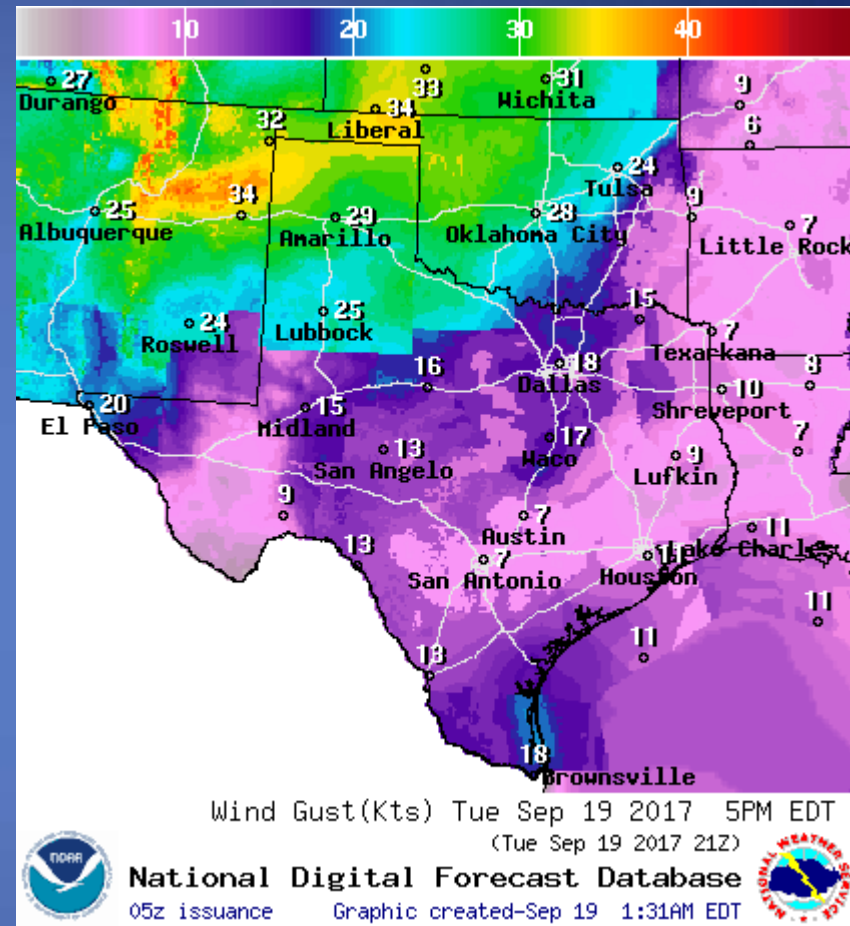 10 20 30 40
27
Durango
33
31
Wichita
9
34
Liberal
32
6
24
Tulsa
25
Albuquerque
34
29
Amarillo
28
Oklahoma City
9
7
Little Rock
24
Roswell
25
Lubbock
15
7
Texarkana
16
18
Dallas
10
Shreveport
8
20
El Paso
15
Midland
13
San Angelo
17
Waco
9
Lufkin
7
9
7
Austin
11
Lake Charles
13
7
San Antonio
11
Houston
11
11
13
18
Brownsville
Wind Gust(Kts) Tue Sep 19 2017 5PM EDT
(Tue Sep 19 2017 21Z)
National Digital Forecast Database
05z issuance Graphic created-Sep 19 1:31AM EDT
NOAA
NATIONAL WEATHER SERVICE